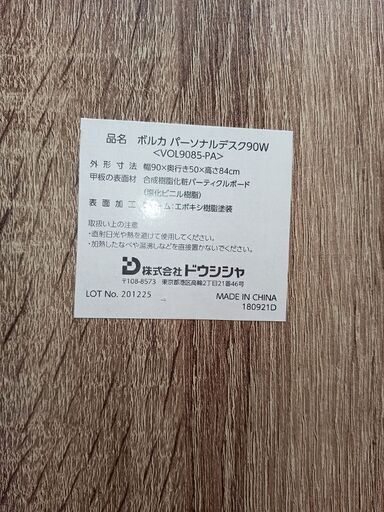 品名 ボルカ パーソナルデスク90W
<VOL9085-PA>
外形寸法 幅90×奥行き50×高さ84cm
甲板の表面材 合成樹脂化粧パーティクルボード
(塩化ビニル樹脂)
表面加工 ーム:エポキシ樹脂塗装
取扱い上の注意
・直射日光や熱を避けて使用してください。
・加熱したなべや湯沸しなどを直接置かないでください。
株式会社ドウシシャ
〒108-8573 東京都港区高輪2丁目21番46号
LOT No. 201225 MADE IN CHINA
180921D